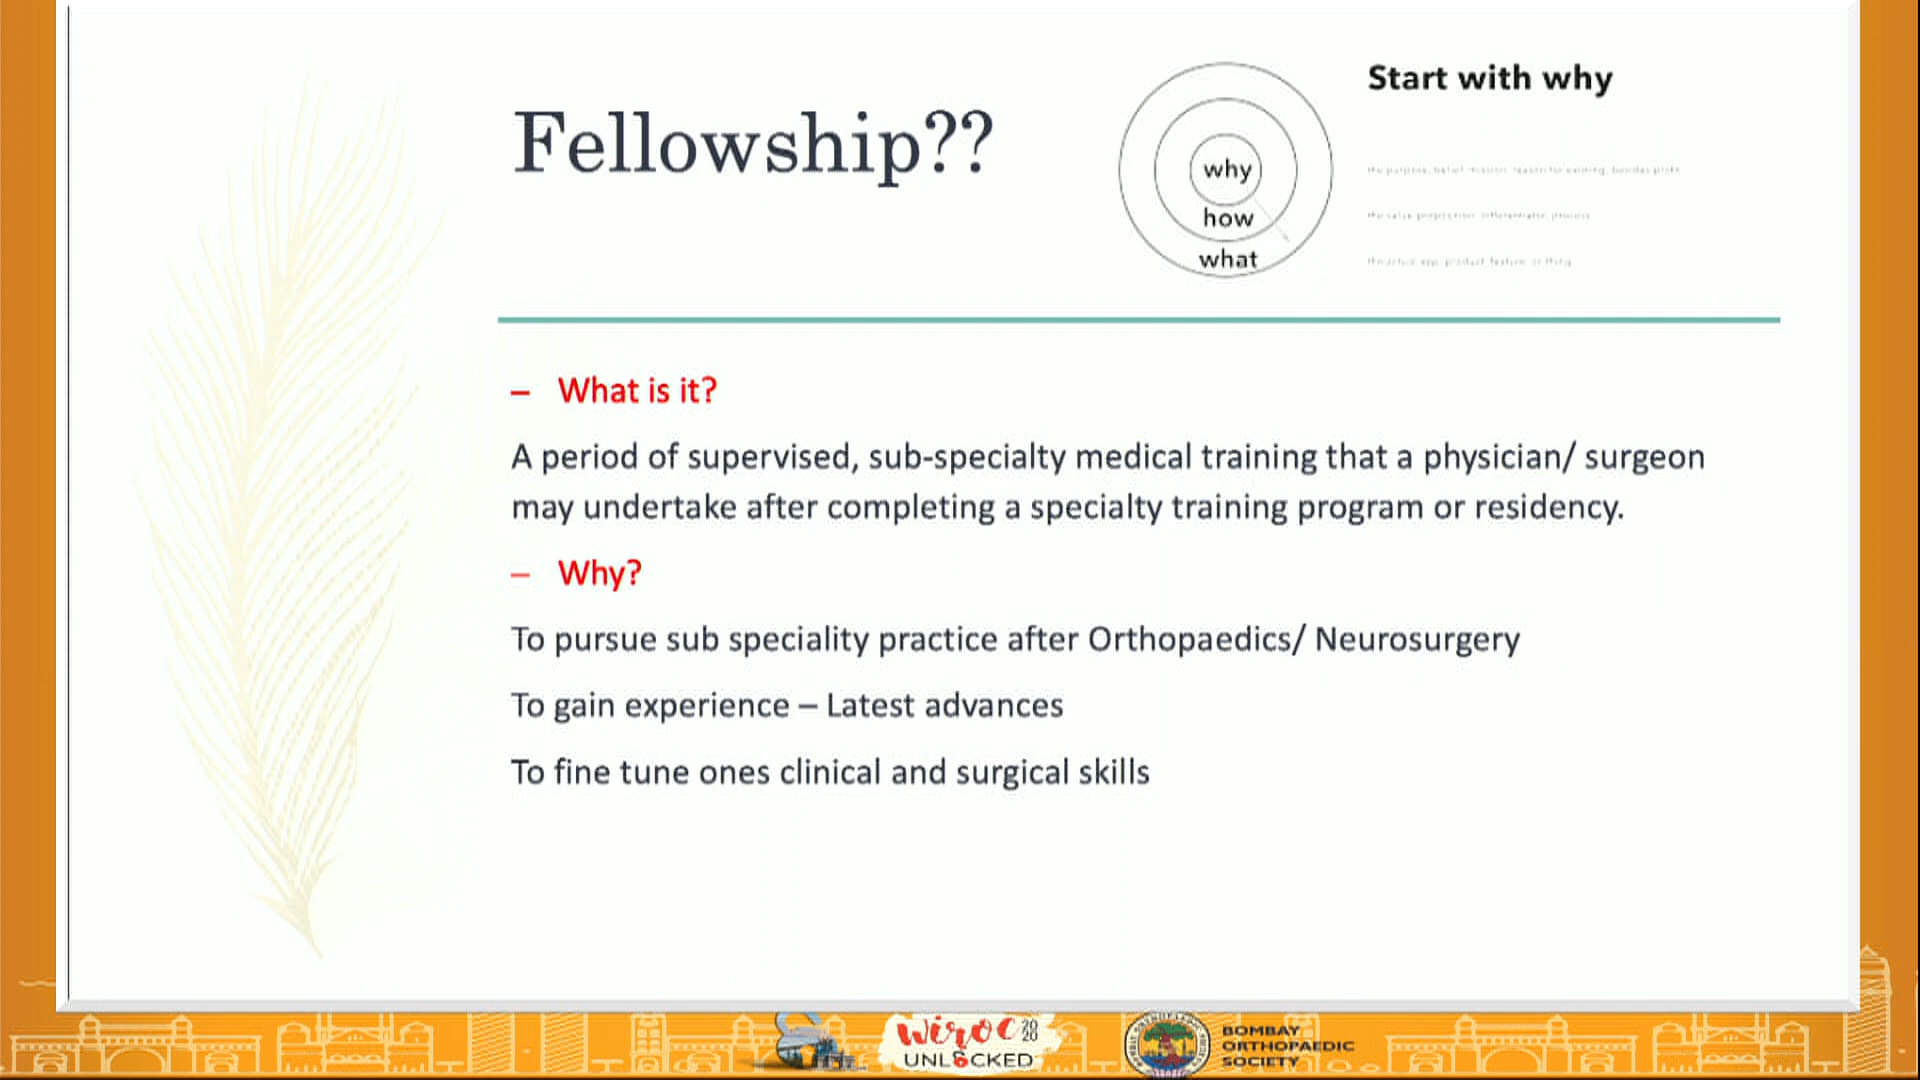 Fellowship??
Start with why
why
how
what
– What is it?
A period of supervised, sub-specialty medical training that a physician/ surgeon
may undertake after completing a specialty training program or residency.
– Why?
To pursue sub speciality practice after Orthopaedics/ Neurosurgery
To gain experience – Latest advances
To fine tune ones clinical and surgical skills
UNL6CKED
BOMBAY
ORTHOPAEDIC
SOCIETY